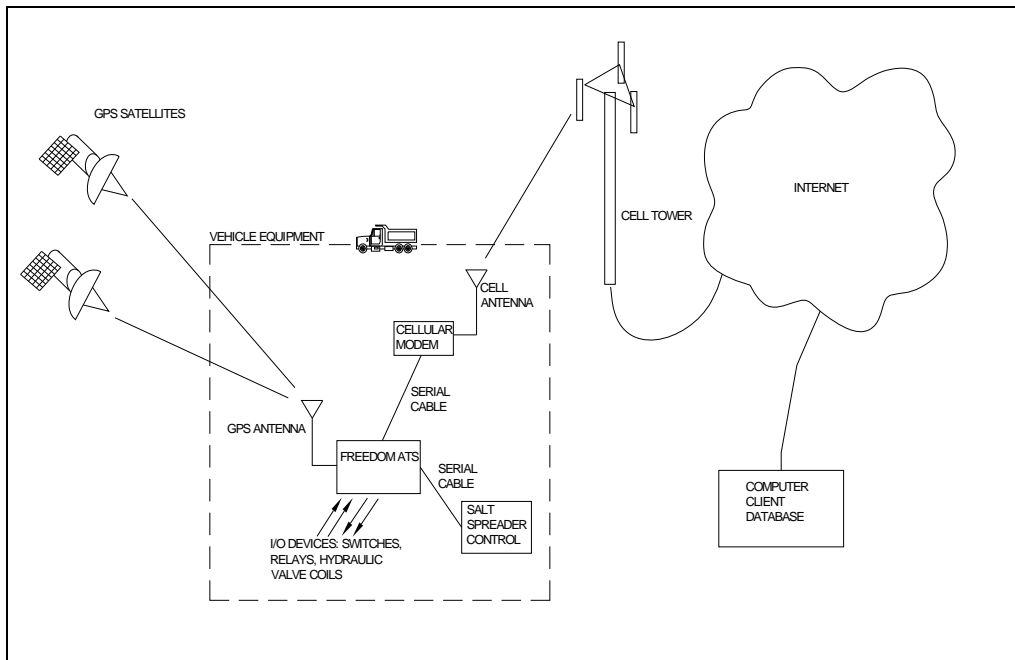 GPS SATELLITES
INTERNET
CELL TOWER
VEHICLE EQUIPMENT
CELL
ANTENNA
CELLULAR
MODEM
SERIAL
CABLE
GPS ANTENNA
FREEDOM ATS
SERIAL
CABLE
SALT
SPREADER
CONTROL
I/O DEVICES: SWITCHES,
RELAYS, HYDRAULIC
VALVE COILS
COMPUTER
CLIENT
DATABASE